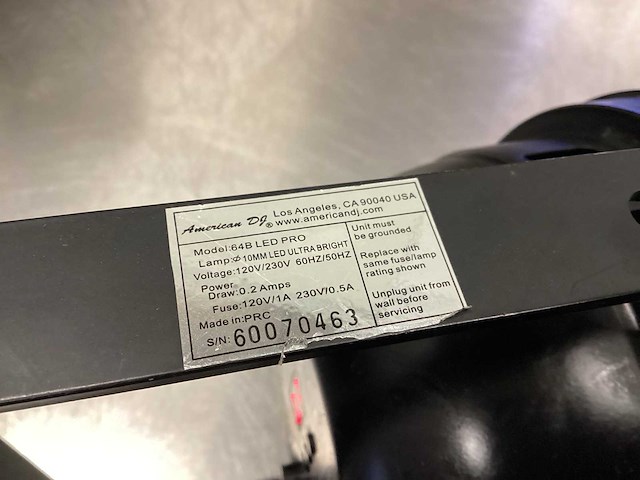 American DJ® Los Angeles, CA 90040 USA
www.americandj.com
Model:64B LED PRO
Lamp:Φ10MM LED ULTRA BRIGHT
Voltage:120V/230V 60HZ/50HZ
Power
Draw:0.2 Amps
Fuse:120V/1A 230V/0.5A
Made in:PRC
S/N:60070463
Unit must
be grounded
Replace with
same fuse/lamp
rating shown
Unplug unit from
wall before
servicing